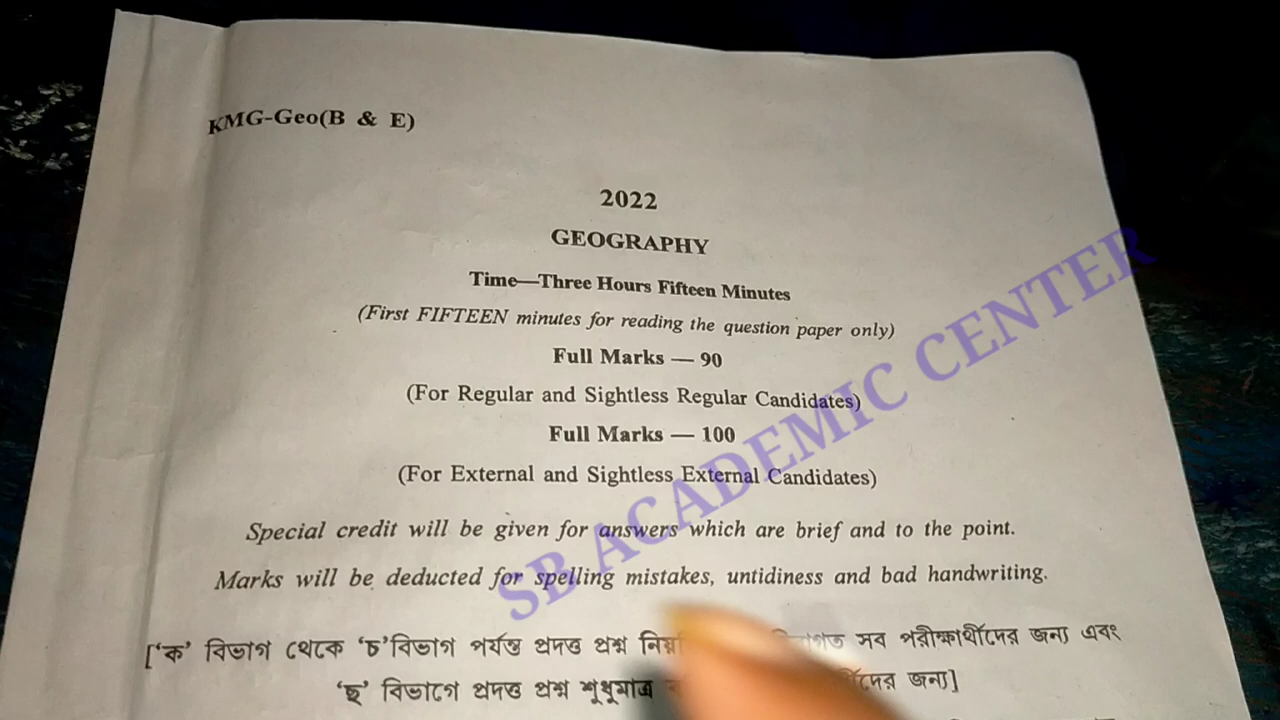 KMG-Geo(B & E)
2022
GEOGRAPHY
Time—Three Hours Fifteen Minutes
(First FIFTEEN minutes for reading the question paper only)
Full Marks — 90
(For Regular and Sightless Regular Candidates)
Full Marks — 100
(For External and Sightless External Candidates)
Special credit will be given for answers which are brief and to the point.
Marks will be deducted for spelling mistakes, untidiness and bad handwriting.
SB ACADEMIC CENTER
['ক' বিভাগ থেকে 'চ'বিভাগ পর্যন্ত প্রদত্ত প্রশ্ন সব পরীক্ষার্থীদের জন্য এবং
'ছ' বিভাগে প্রদত্ত প্রশ্ন শুধুমাত্র জন্য]